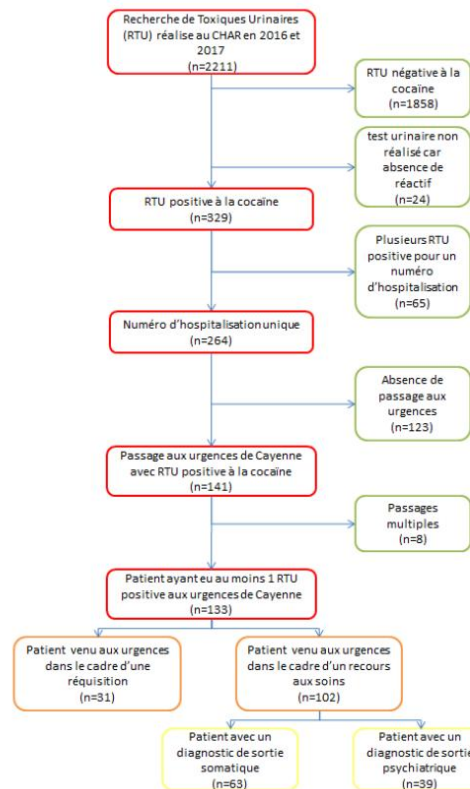 Recherche de Toxiques Urinaires
(RTU) réalise au CHAR en 2016 et
2017
(n=2211)
RTU négative à la
cocaïne
(n=1858)
test urinaire non
réalisé car
absence de
réactif
(n=24)
RTU positive à la cocaïne
(n=329)
Plusieurs RTU
positive pour un
numéro
d'hospitalisation
(n=65)
Numéro d'hospitalisation unique
(n=264)
Absence de
passage aux
urgences
(n=123)
Passage aux urgences de Cayenne
avec RTU positive à la cocaïne
(n=141)
Passages
multiples
(n=8)
Patient ayant eu au moins 1 RTU
positive aux urgences de Cayenne
(n=133)
Patient venu aux urgences
dans le cadre d'une
réquisition
(n=31)
Patient venu aux urgences
dans le cadre d'un recours
aux soins
(n=102)
Patient avec un
diagnostic de sortie
somatique
(n=63)
Patient avec un
diagnostic de sortie
psychiatrique
(n=39)